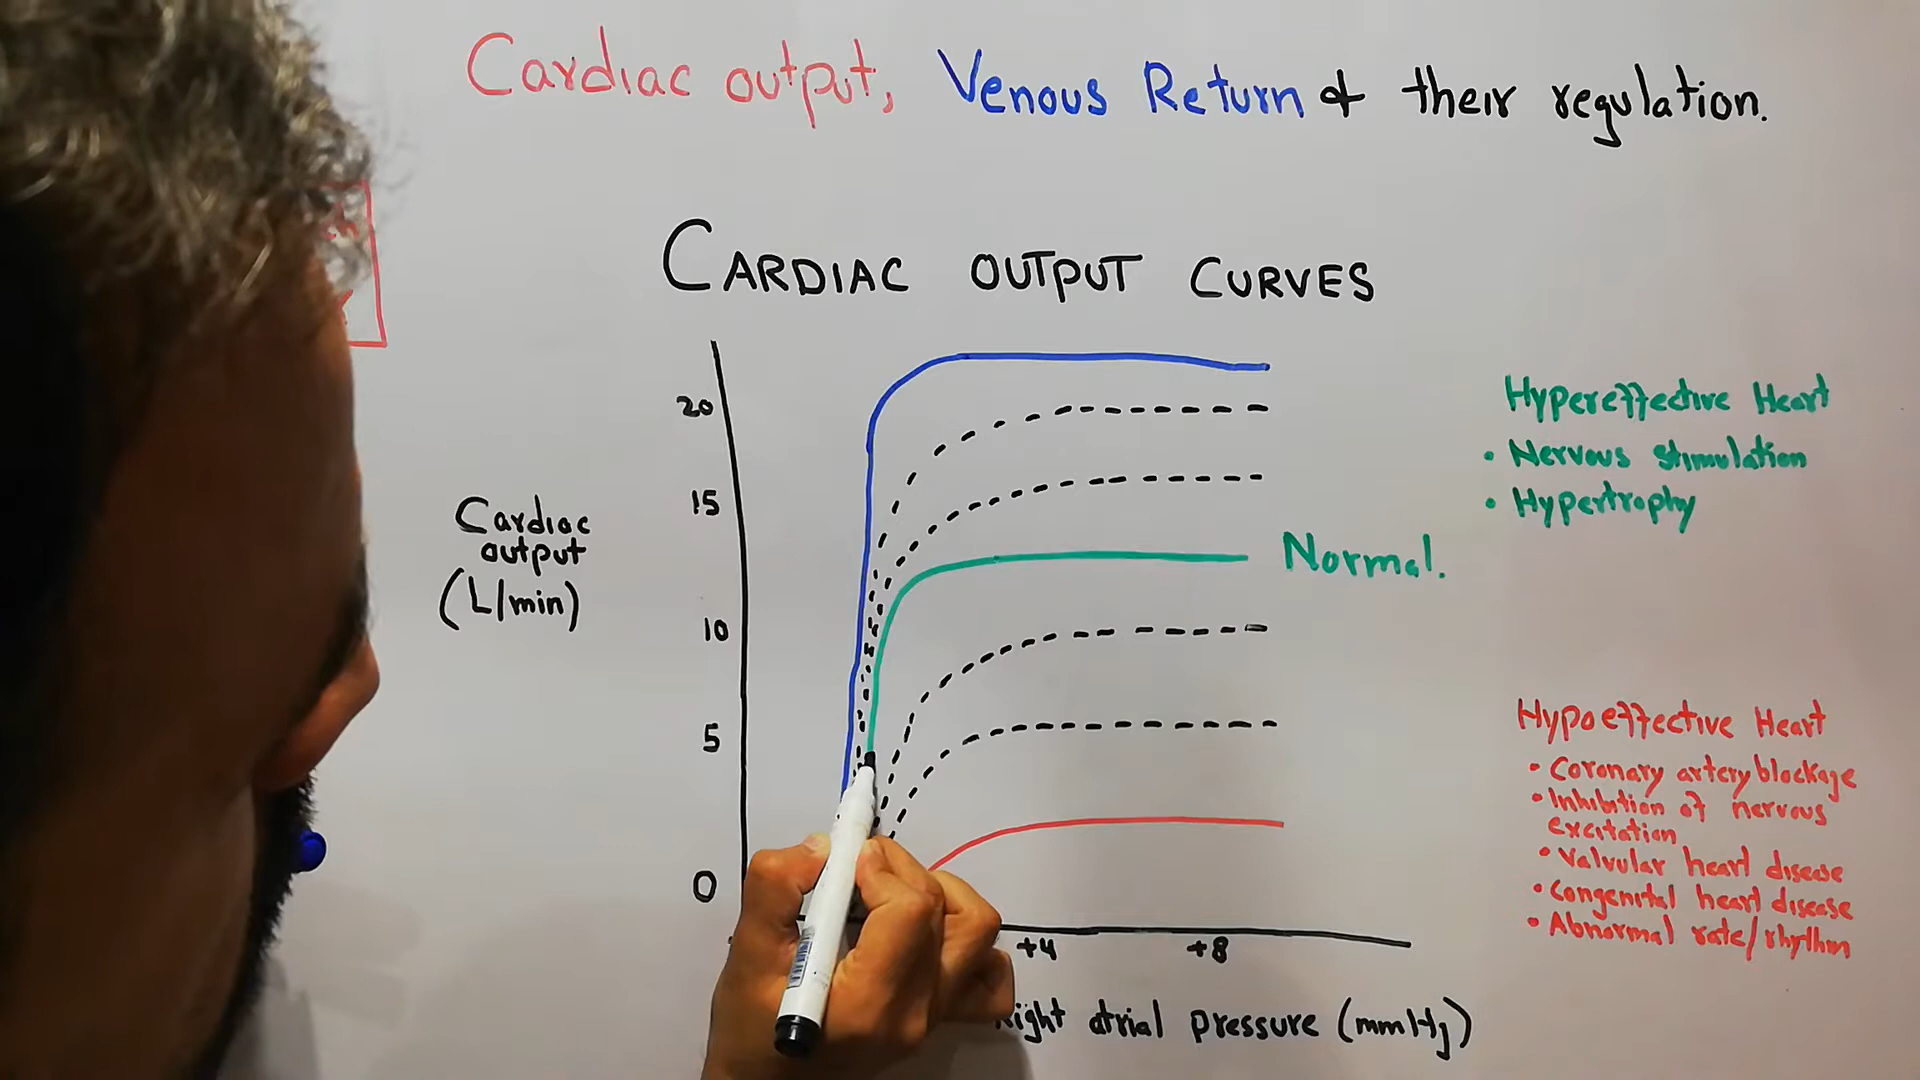 Cardiac output, Venous Return & their regulation.
CARDIAC OUTPUT CURVES
20
15
10
5
0
Cardiac
output
(L/min)
Normal.
Hypereffective Heart
• Nervous stimulation
• Hypertrophy
Hypoeffective Heart
• Coronary artery blockage
• Inhibition of nervous
excitation
• Valvular heart disease
• Congenital heart disease
• Abnormal rate/rhythm
+4 +8
atrial pressure (mmHg)